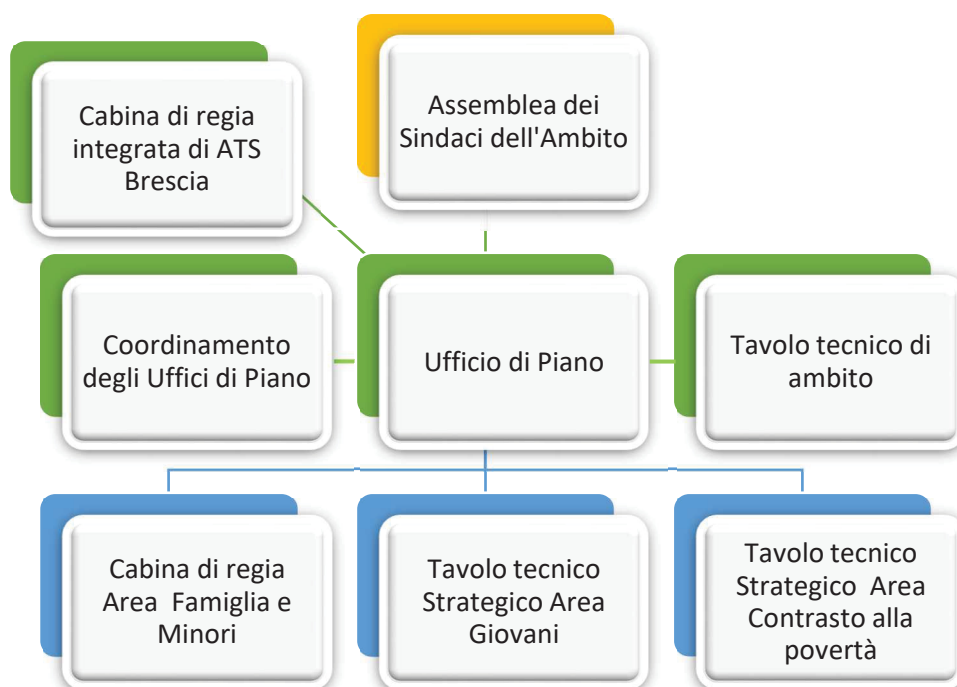 Cabina di regia
integrata di ATS
Brescia
Assemblea dei
Sindaci dell'Ambito
Coordinamento
degli Uffici di Piano
Ufficio di Piano
Tavolo tecnico di
ambito
Cabina di regia
Area Famiglia e
Minori
Tavolo tecnico
Strategico Area
Giovani
Tavolo tecnico
Strategico Area
Contrasto alla
povertà